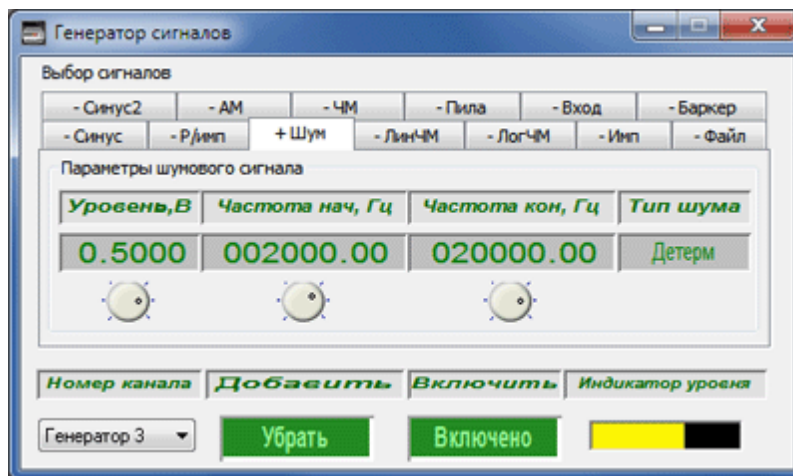 Генератор сигналов
Выбор сигналов
- Синус2 - АМ - ЧМ - Пила - Вход - Баркер
- Синус - Р/имп + Шум - ЛинЧМ - ЛогЧМ - Имп - Файл
Параметры шумового сигнала
Уровень,В Частота нач, Гц Частота кон, Гц Тип шума
0.5000 002000.00 020000.00 Детерм
Номер канала Добавить Включить Индикатор уровня
Генератор 3 Убрать Включено